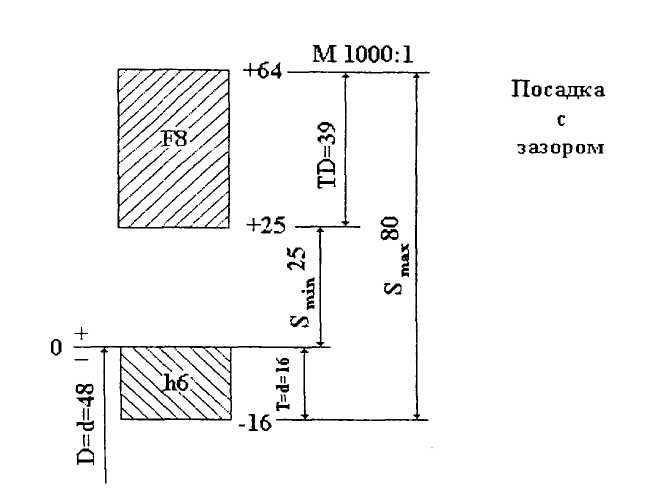 М 1000:1
+64
Посадка
с
зазором
F8
TD=39
+25
S min 25
S max 80
0
+
−
h6
T=d=16
-16
D=d=48